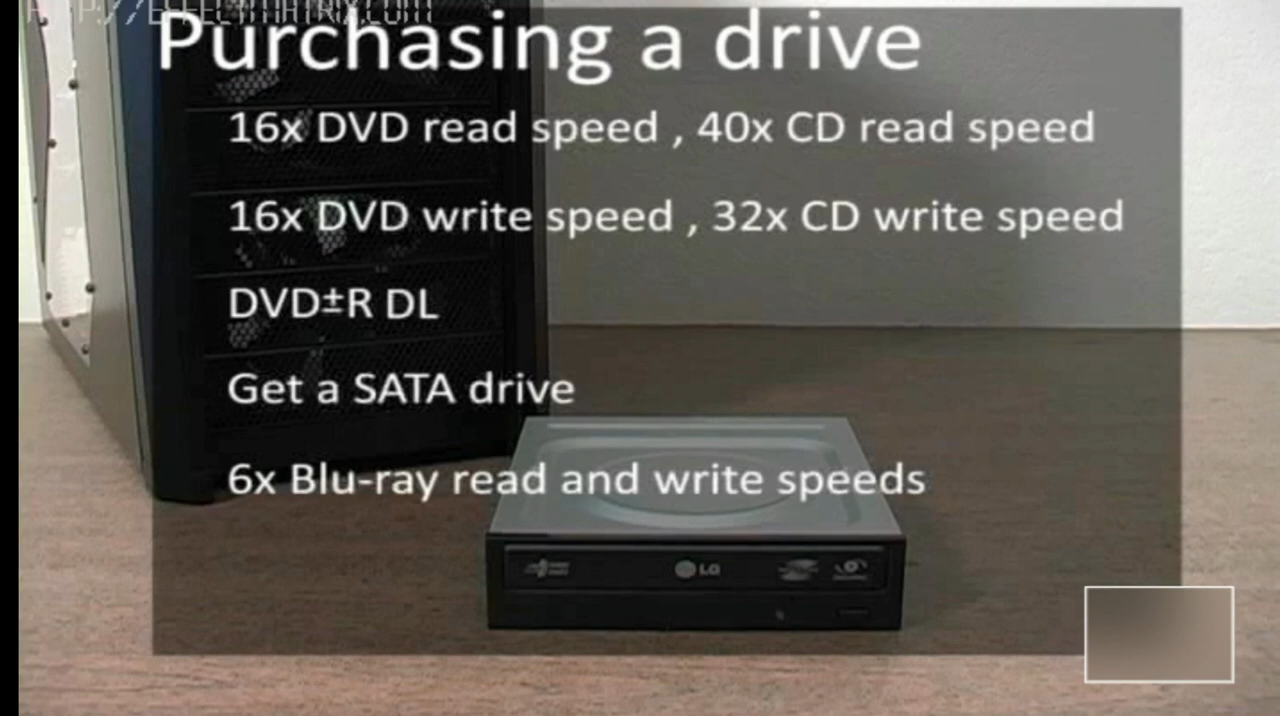 Purchasing a drive
16x DVD read speed , 40x CD read speed
16x DVD write speed , 32x CD write speed
DVD±R DL
Get a SATA drive
6x Blu-ray read and write speeds
LG